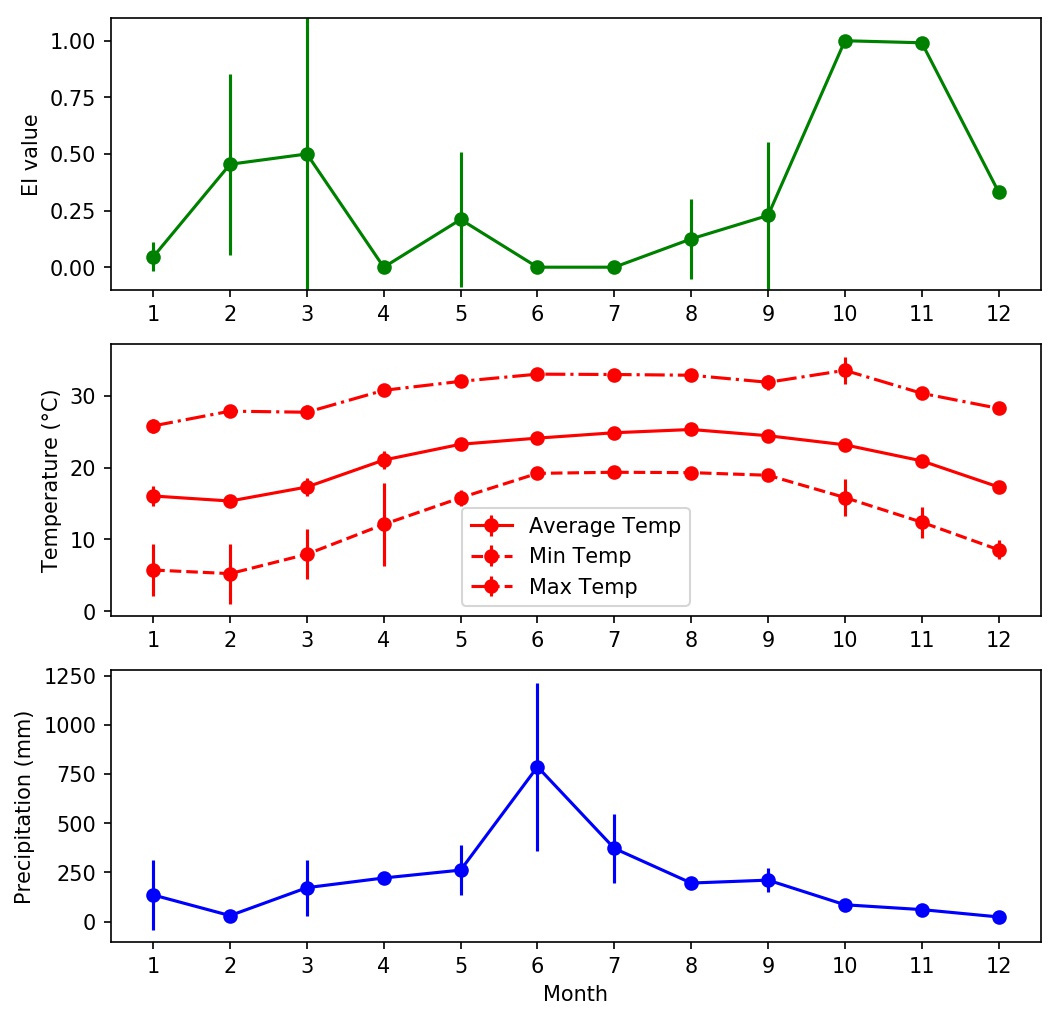 EI value
1.00
0.75
0.50
0.25
0.00
1 2 3 4 5 6 7 8 9 10 11 12
Temperature (°C)
30
20
10
0
Average Temp
Min Temp
Max Temp
1 2 3 4 5 6 7 8 9 10 11 12
Precipitation (mm)
1250
1000
750
500
250
0
1 2 3 4 5 6 7 8 9 10 11 12
Month